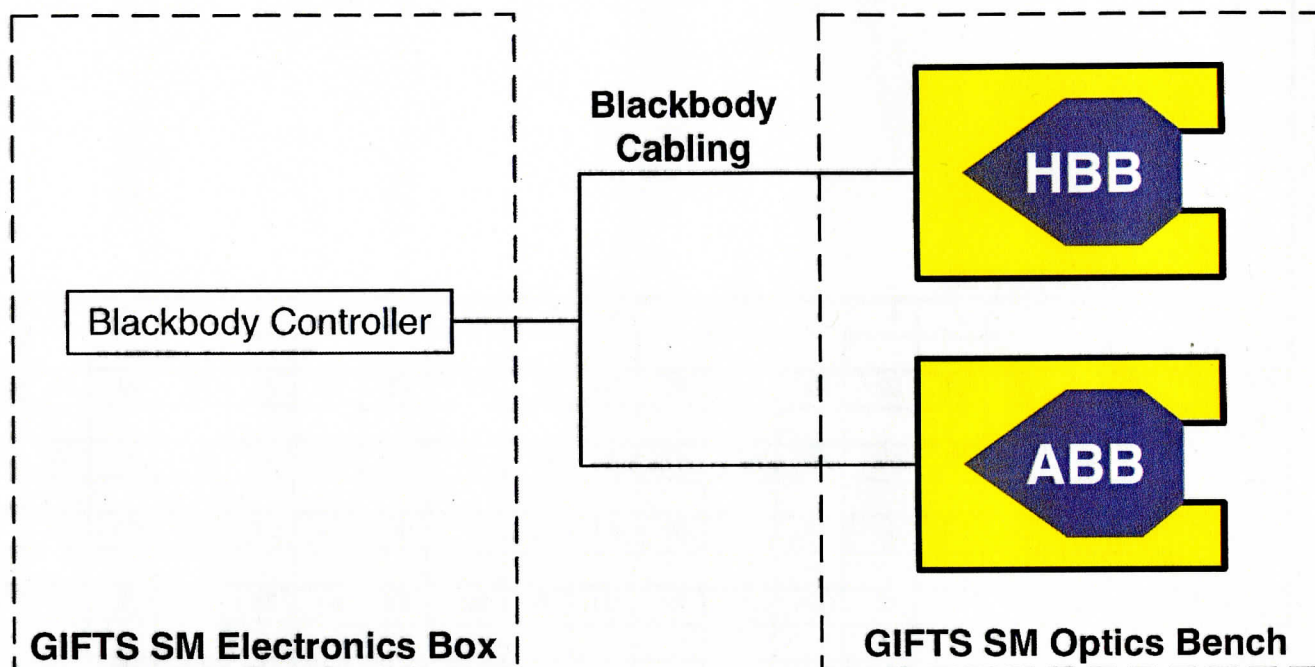 Blackbody
Cabling
HBB
Blackbody Controller
ABB
GIFTS SM Electronics Box
GIFTS SM Optics Bench